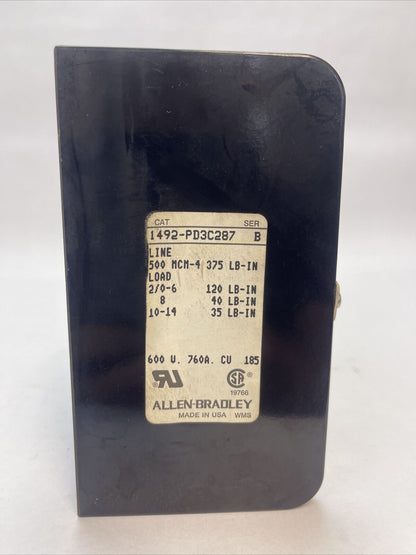 CAT SER
1492-PD3C287 B
LINE
500 MCM-4 375 LB-IN
LOAD
2/0-6 120 LB-IN
8 40 LB-IN
10-14 35 LB-IN
600 V. 760A. CU 185
RU SA ®
19766
ALLEN-BRADLEY
MADE IN USA WMS